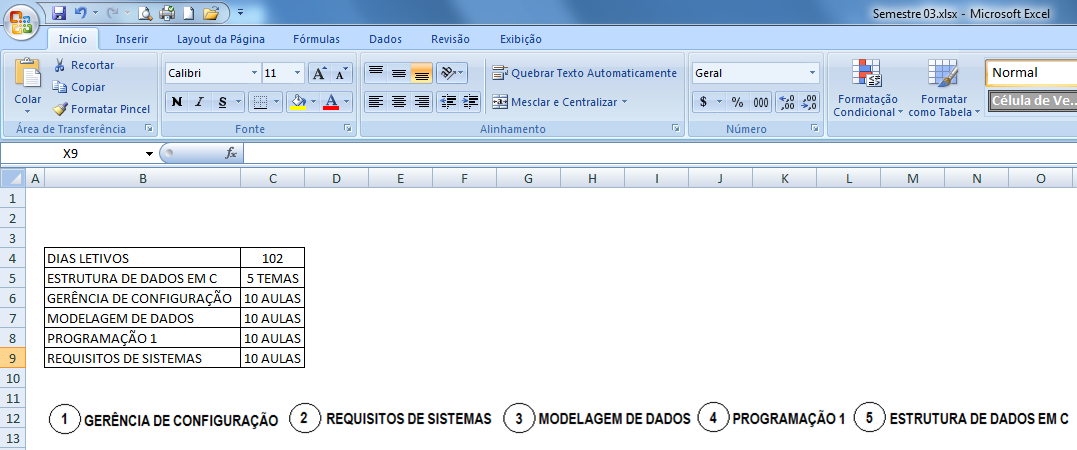 Semestre 03.xlsx - Microsoft Excel
Início Inserir Layout da Página Fórmulas Dados Revisão Exibição
Colar
Recortar
Copiar
Formatar Pincel
Área de Transferência
Calibri 11
N I S
Fonte
Quebrar Texto Automaticamente
Mesclar e Centralizar
Alinhamento
Geral
$ % 000 ,0 ,00 ,00 ,0
Número
Formatação Condicional
Formatar como Tabela
Normal
Célula de Ve...
X9 fx
A B C D E F G H I J K L M N O
1
2
3
4 DIAS LETIVOS 102
5 ESTRUTURA DE DADOS EM C 5 TEMAS
6 GERÊNCIA DE CONFIGURAÇÃO 10 AULAS
7 MODELAGEM DE DADOS 10 AULAS
8 PROGRAMAÇÃO 1 10 AULAS
9 REQUISITOS DE SISTEMAS 10 AULAS
10
11
12
13
1 GERÊNCIA DE CONFIGURAÇÃO 2 REQUISITOS DE SISTEMAS 3 MODELAGEM DE DADOS 4 PROGRAMAÇÃO 1 5 ESTRUTURA DE DADOS EM C